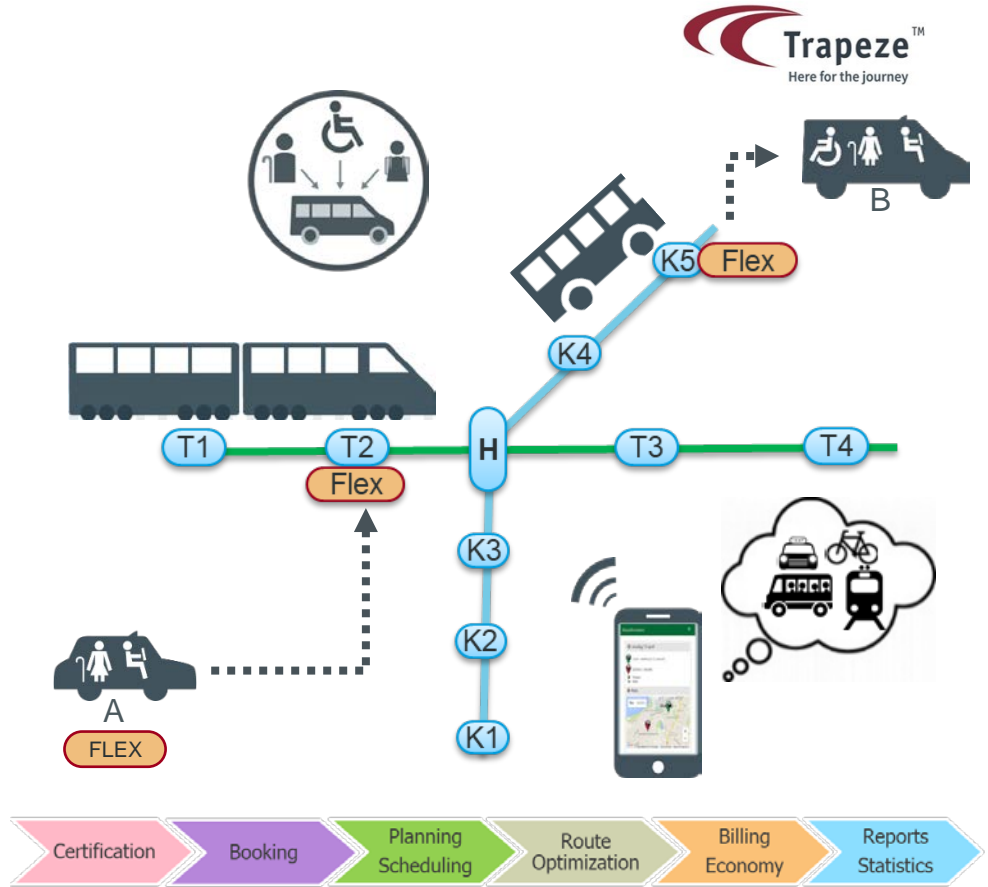 Trapeze™
Here for the journey
B
K5
Flex
K4
T1
T2
H
T3
T4
Flex
K3
K2
A
K1
FLEX
Certification
Booking
Planning
Scheduling
Route
Optimization
Billing
Economy
Reports
Statistics